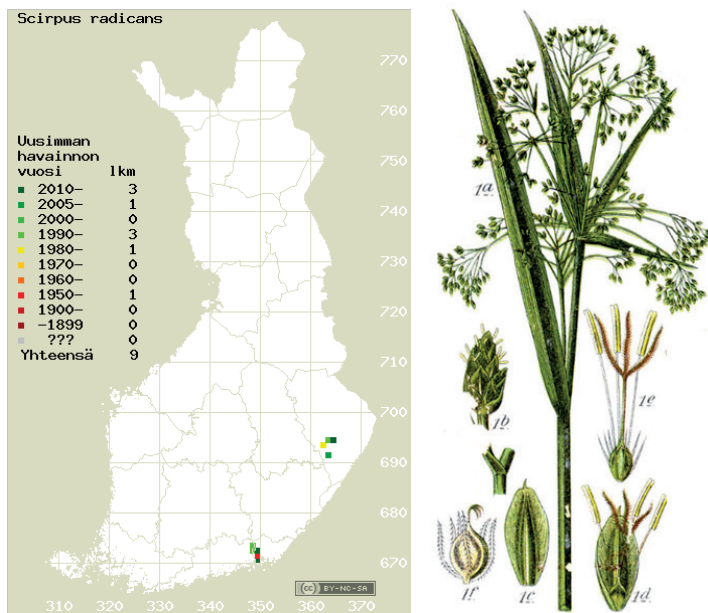 Scirpus radicans
Uusimman
havainnon
vuosi lkm
2010- 3
2005- 1
2000- 0
1990- 3
1980- 1
1970- 0
1960- 0
1950- 1
1900- 0
-1899 0
??? 0
Yhteensä 9
770
760
750
740
730
720
710
700
690
680
670
310 320 330 340 350 360 370
(cc) BY-NC-SA
1a
1b
1e
1f
1c
1d